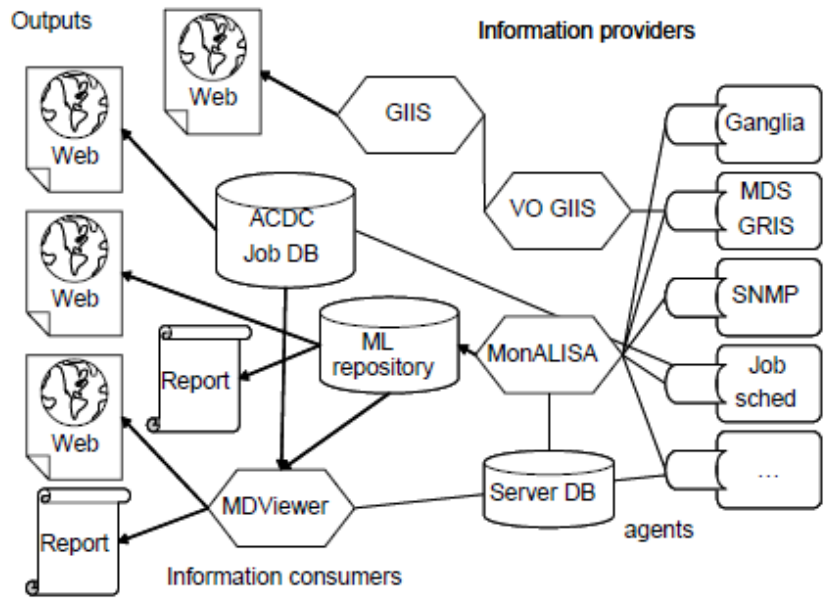 Outputs
Information providers
Web
GIIS
Ganglia
Web
VO GIIS
MDS
GRIS
ACDC
Job DB
Web
SNMP
ML
repository
MonALISA
Report
Job
sched
Web
Server DB
...
MDViewer
Report
agents
Information consumers